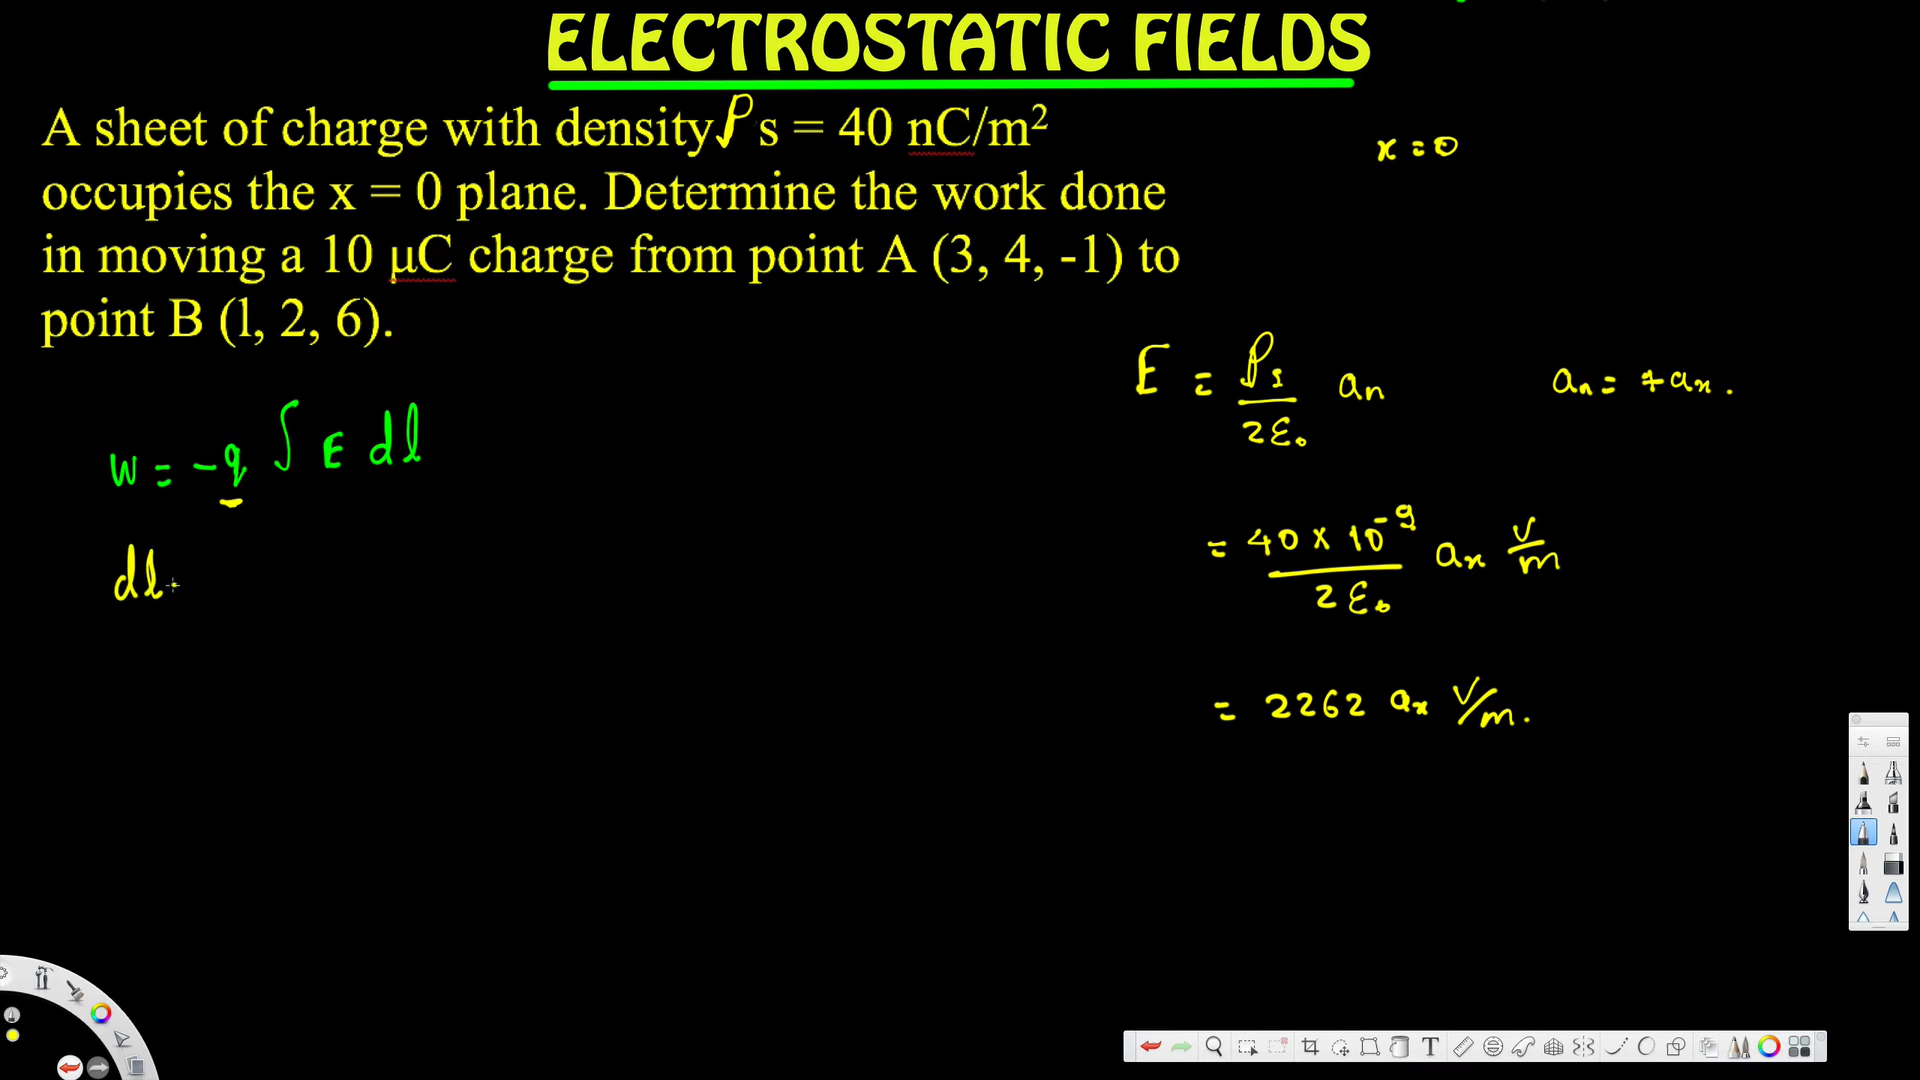 ELECTROSTATIC FIELDS
A sheet of charge with density ρs = 40 nC/m²
occupies the x = 0 plane. Determine the work done
in moving a 10 μC charge from point A (3, 4, -1) to
point B (1, 2, 6).
x = 0
E = ρs / 2ε₀ an
an = +ax.
W = -q ∫ E dl
= 40 × 10⁻⁹ / 2ε₀ ax V/m
dl
= 2262 ax V/m.